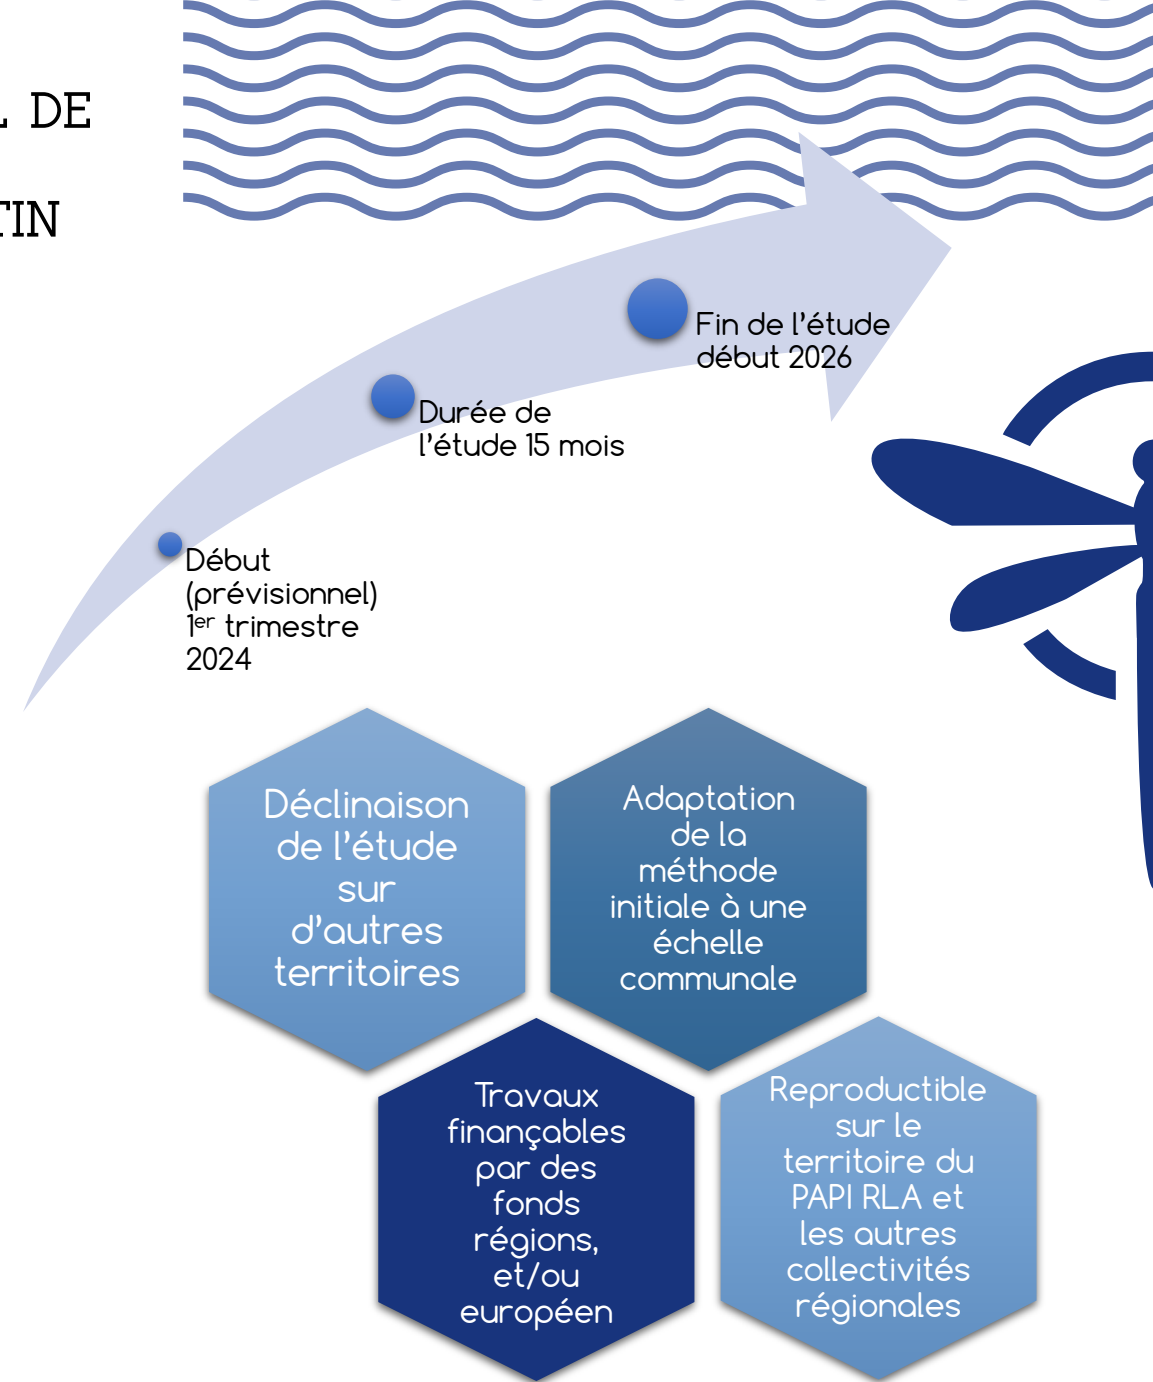 DE
Fin de l’étude
début 2026
Durée de
l’étude 15 mois
Début
(prévisionnel)
1er trimestre
2024
Déclinaison
de l’étude
sur
d’autres
territoires
Adaptation
de la
méthode
initiale à une
échelle
communale
Travaux
finançables
par des
fonds
régions,
et/ou
européen
Reproductible
sur le
territoire du
PAPI RLA et
les autres
collectivités
régionales